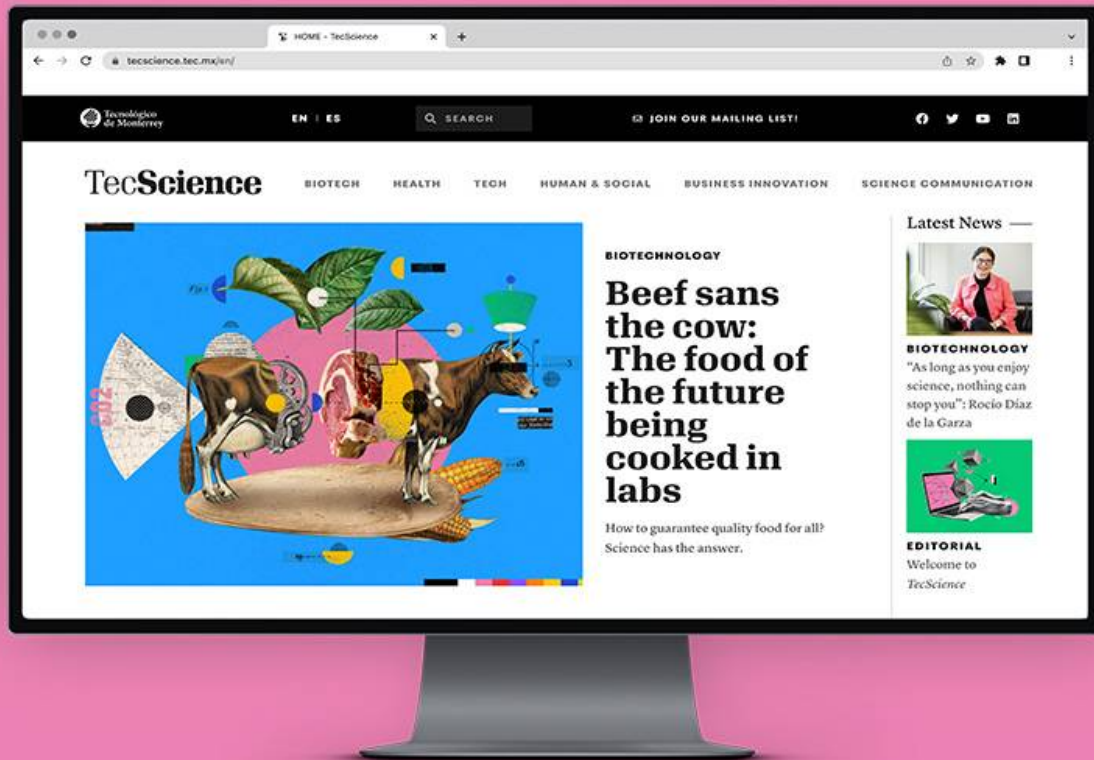 HOME - TecScience
tecscience.tec.mx/en/
Tecnológico
de Monterrey
EN | ES
SEARCH
JOIN OUR MAILING LIST!
TecScience
BIOTECH
HEALTH
TECH
HUMAN & SOCIAL
BUSINESS INNOVATION
SCIENCE COMMUNICATION
CO2
BIOTECHNOLOGY
Beef sans
the cow:
The food of
the future
being
cooked in
labs
How to guarantee quality food for all?
Science has the answer.
Latest News
BIOTECHNOLOGY
“As long as you enjoy
science, nothing can
stop you”: Rocío Díaz
de la Garza
EDITORIAL
Welcome to
TecScience